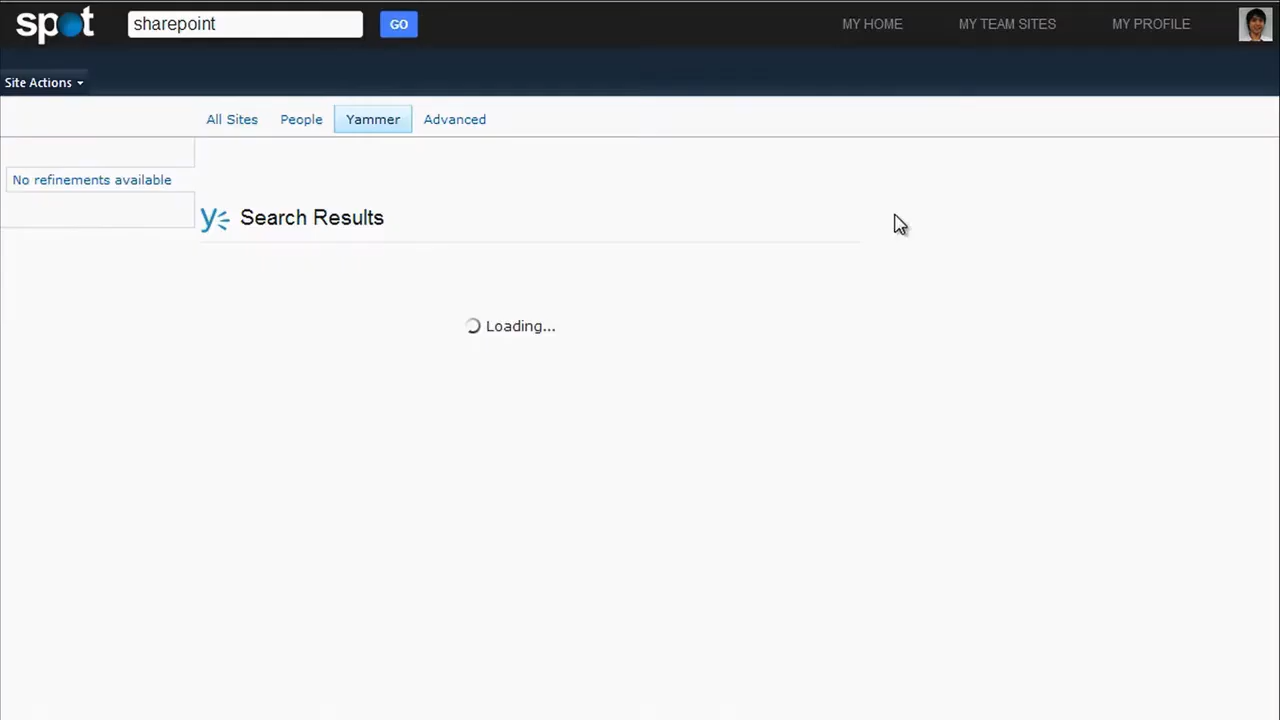 spot
sharepoint
GO
MY HOME
MY TEAM SITES
MY PROFILE
Site Actions
All Sites
People
Yammer
Advanced
No refinements available
y Search Results
Loading...